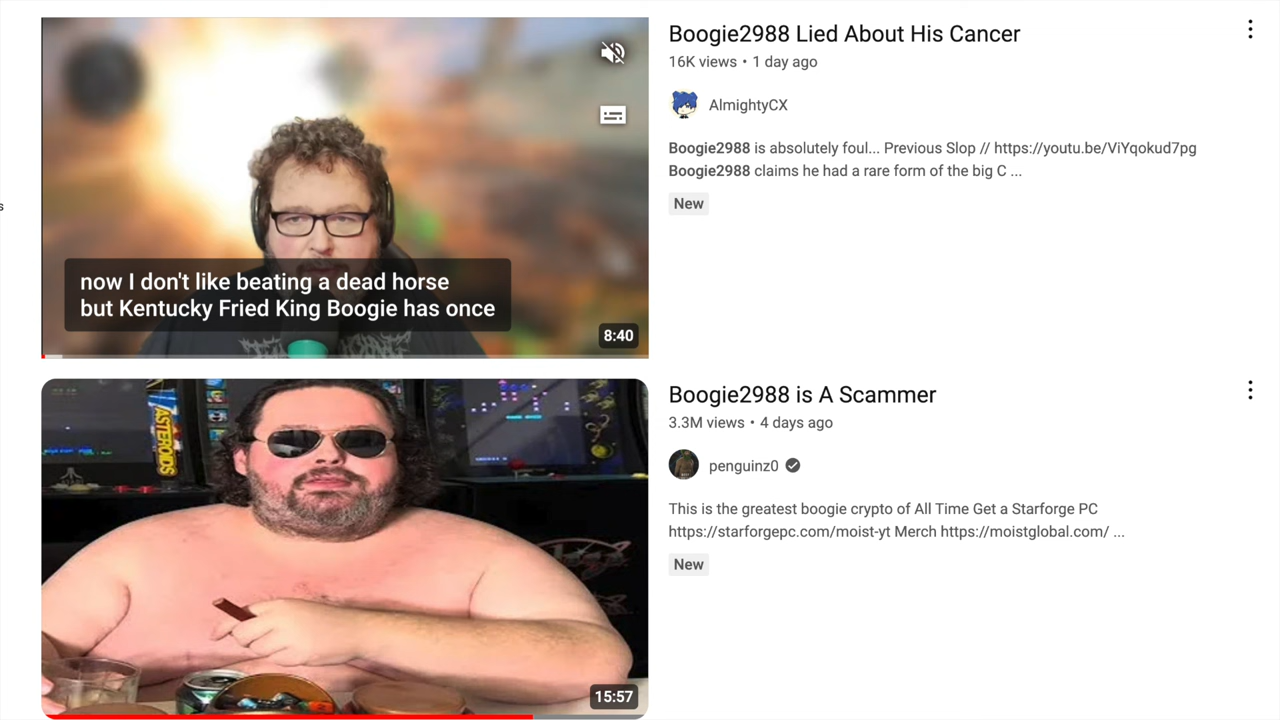 Boogie2988 Lied About His Cancer
16K views • 1 day ago
AlmightyCX
Boogie2988 is absolutely foul... Previous Slop // https://youtu.be/ViYqokud7pg
Boogie2988 claims he had a rare form of the big C ...
New
s
now I don't like beating a dead horse
but Kentucky Fried King Boogie has once
8:40
Boogie2988 is A Scammer
3.3M views • 4 days ago
penguinz0
This is the greatest boogie crypto of All Time Get a Starforge PC
https://starforgepc.com/moist-yt Merch https://moistglobal.com/ ...
New
ASTEROIDS
15:57